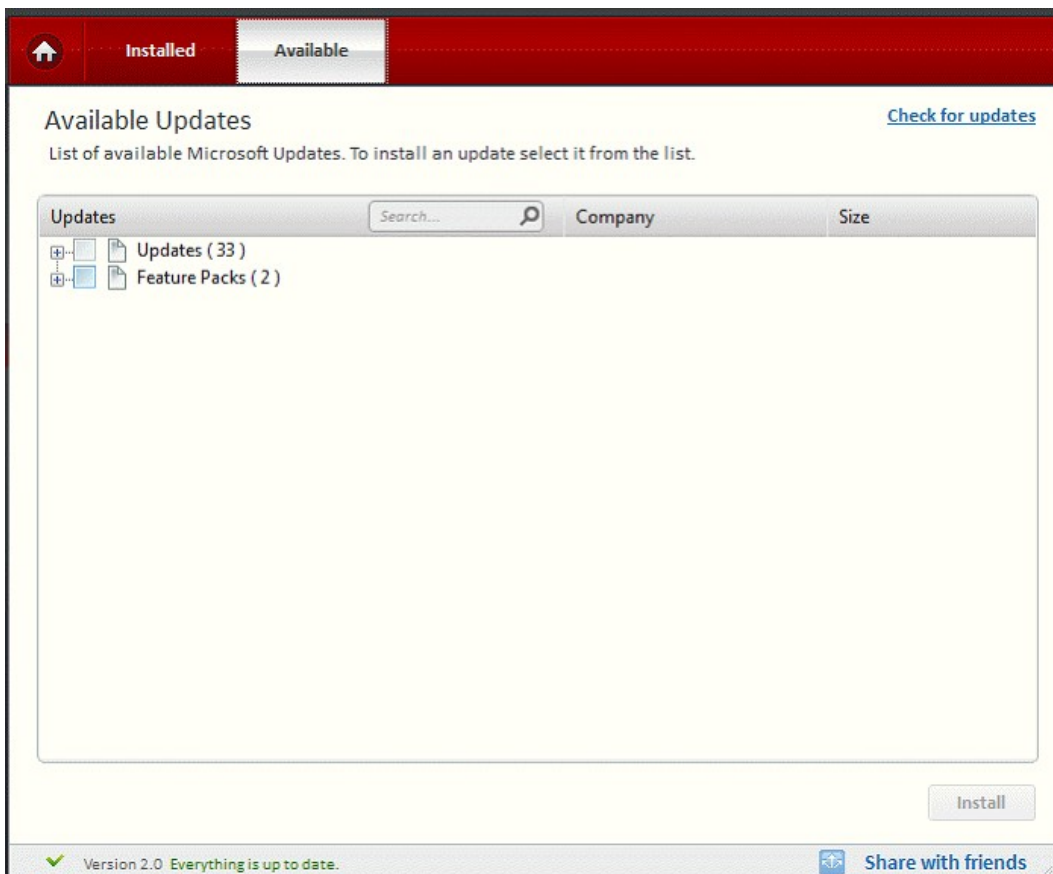 Installed
Available
Available Updates
Check for updates
List of available Microsoft Updates. To install an update select it from the list.
Updates
Search...
Company
Size
Updates ( 33 )
Feature Packs ( 2 )
Install
Version 2.0 Everything is up to date.
Share with friends